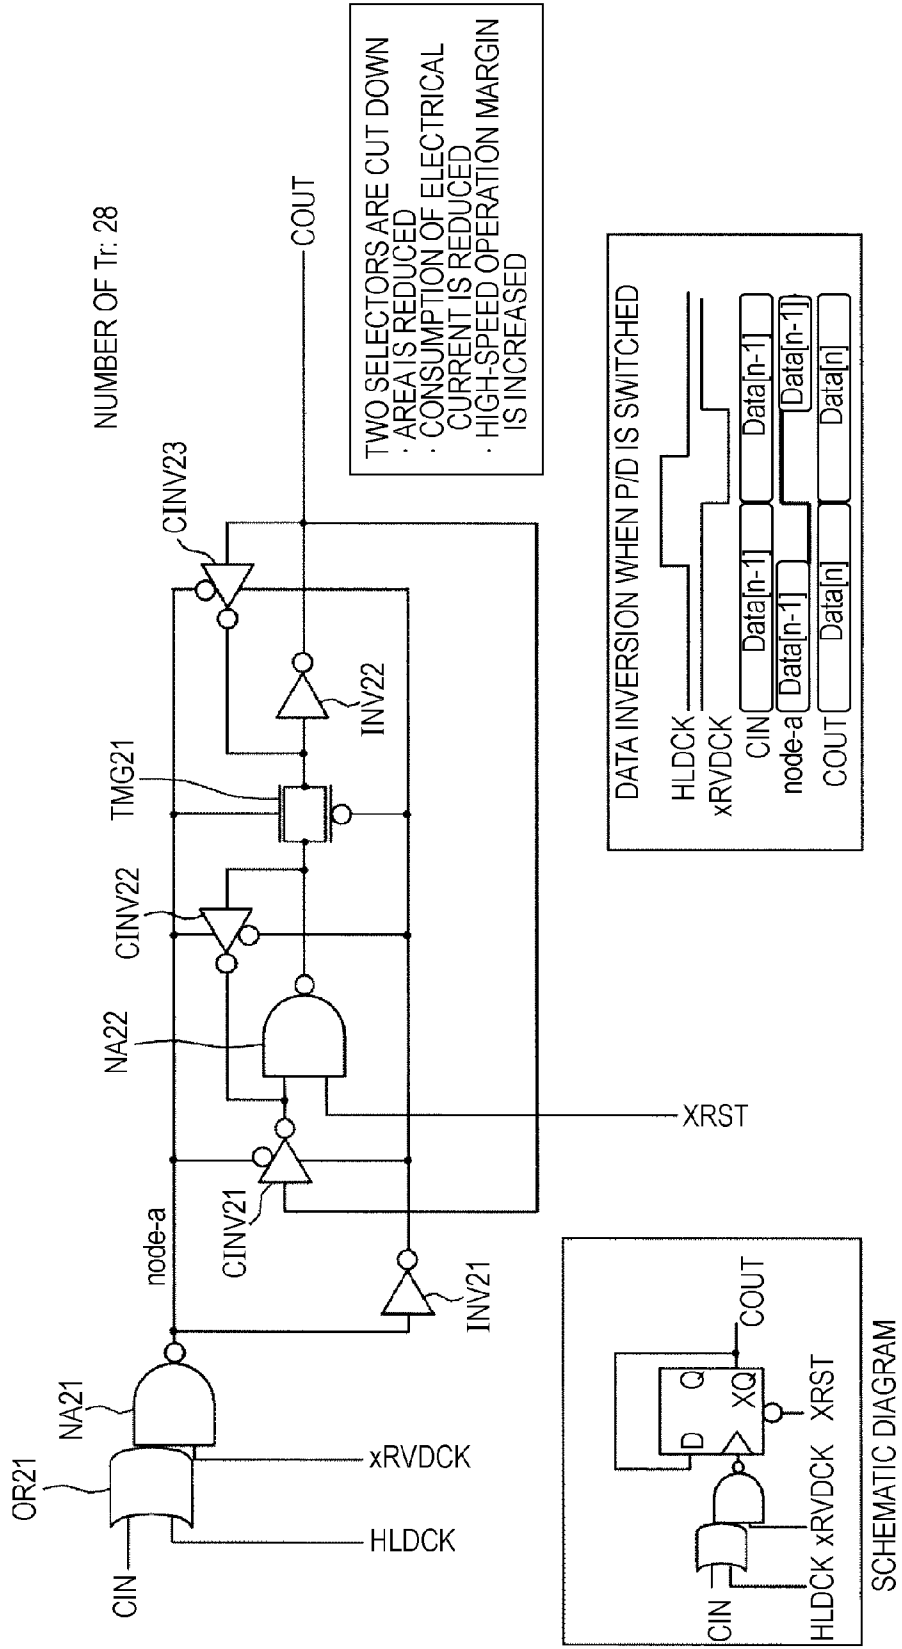 NUMBER OF Tr: 28
OR21
NA21
node-a
NA22
CINV22
TMG21
CINV23
CIN
CINV21
INV22
COUT
HLDCK
xRVDCK
INV21
XRST
TWO SELECTORS ARE CUT DOWN
· AREA IS REDUCED
· CONSUMPTION OF ELECTRICAL
CURRENT IS REDUCED
· HIGH-SPEED OPERATION MARGIN
IS INCREASED
D
Q
XQ
COUT
CIN
HLDCK
xRVDCK
XRST
SCHEMATIC DIAGRAM
DATA INVERSION WHEN P/D IS SWITCHED
HLDCK
xRVDCK
CIN Data[n-1] Data[n-1]
node-a Data[n-1] Data[n-1]
COUT Data[n] Data[n]